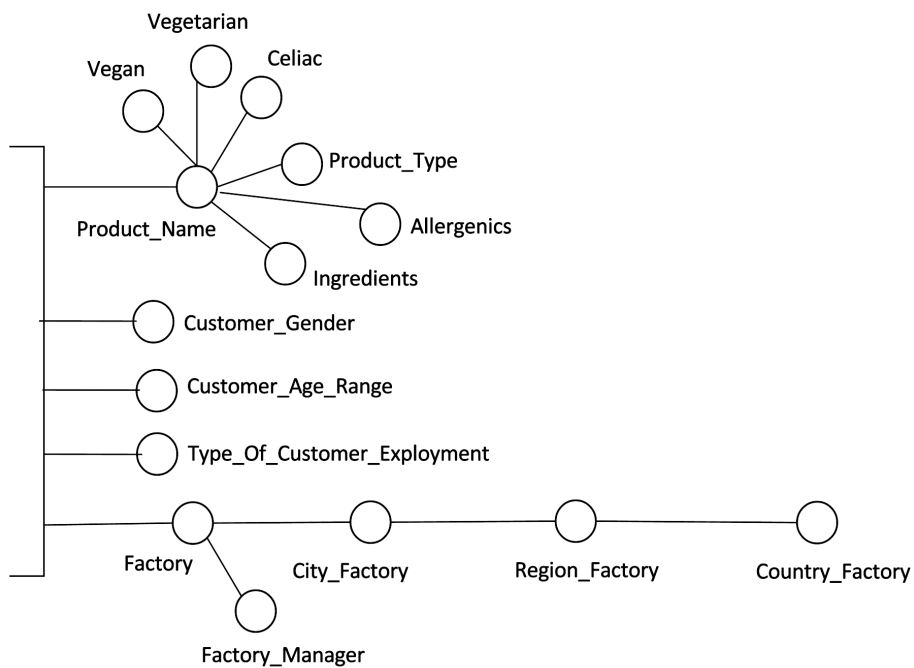 Vegetarian
Vegan
Celiac
Product_Type
Product_Name
Allergenics
Ingredients
Customer_Gender
Customer_Age_Range
Type_Of_Customer_Exployment
Factory
City_Factory
Region_Factory
Country_Factory
Factory_Manager